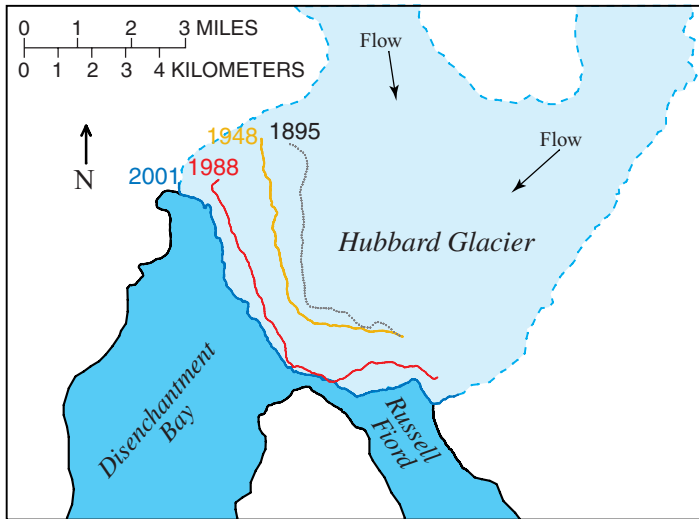 0 1 2 3 MILES
0 1 2 3 4 KILOMETERS
Flow
Flow
N
1948
1895
1988
2001
Hubbard Glacier
Disenchantment
Bay
Russell
Fiord